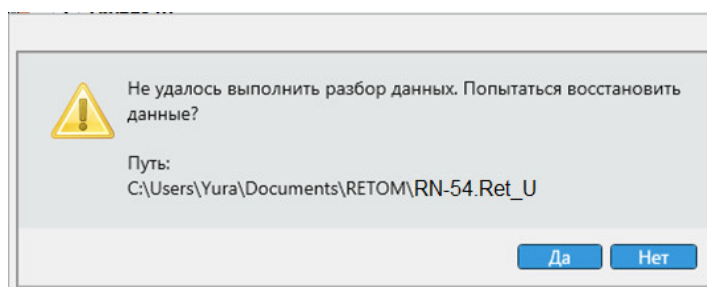 Не удалось выполнить разбор данных. Попытаться восстановить
данные?
Путь:
C:\Users\Yura\Documents\RETOM\RN-54.Ret_U
Да Нет